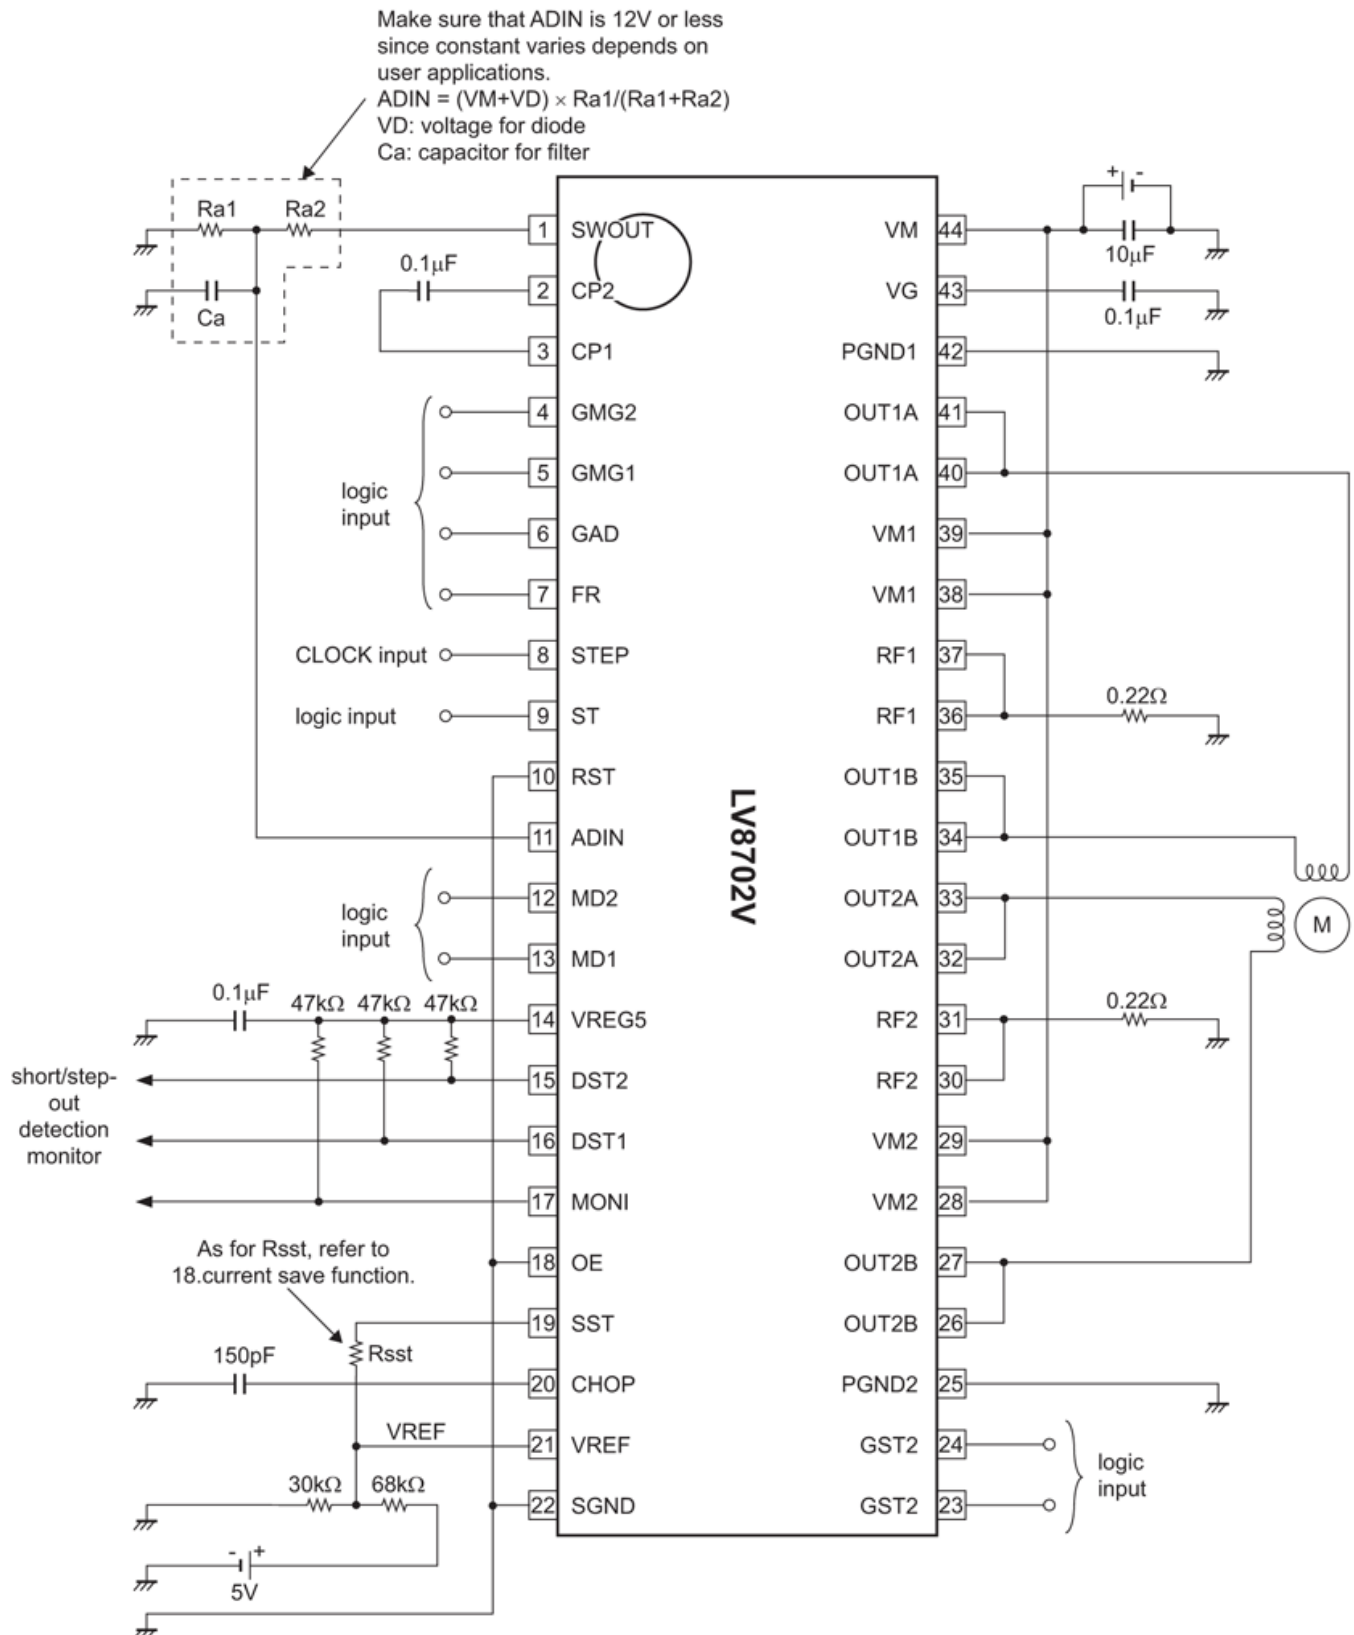 Make sure that ADIN is 12V or less
since constant varies depends on
user applications.
ADIN = (VM+VD) × Ra1/(Ra1+Ra2)
VD: voltage for diode
Ca: capacitor for filter
Ra1 Ra2
Ca
0.1μF
1 SWOUT
2 CP2
3 CP1
4 GMG2
5 GMG1
6 GAD
7 FR
logic
input
CLOCK input
8 STEP
logic input
9 ST
10 RST
11 ADIN
12 MD2
13 MD1
logic
input
0.1μF 47kΩ 47kΩ 47kΩ
14 VREG5
15 DST2
16 DST1
17 MONI
short/step-
out
detection
monitor
18 OE
As for Rsst, refer to
18.current save function.
19 SST
Rsst
150pF
20 CHOP
VREF
21 VREF
30kΩ 68kΩ
22 SGND
- +
5V
LV8702V
VM 44
+ -
10μF
VG 43
0.1μF
PGND1 42
OUT1A 41
OUT1A 40
VM1 39
VM1 38
RF1 37
RF1 36
0.22Ω
OUT1B 35
OUT1B 34
OUT2A 33
M
OUT2A 32
RF2 31
0.22Ω
RF2 30
VM2 29
VM2 28
OUT2B 27
OUT2B 26
PGND2 25
GST2 24
GST2 23
logic
input